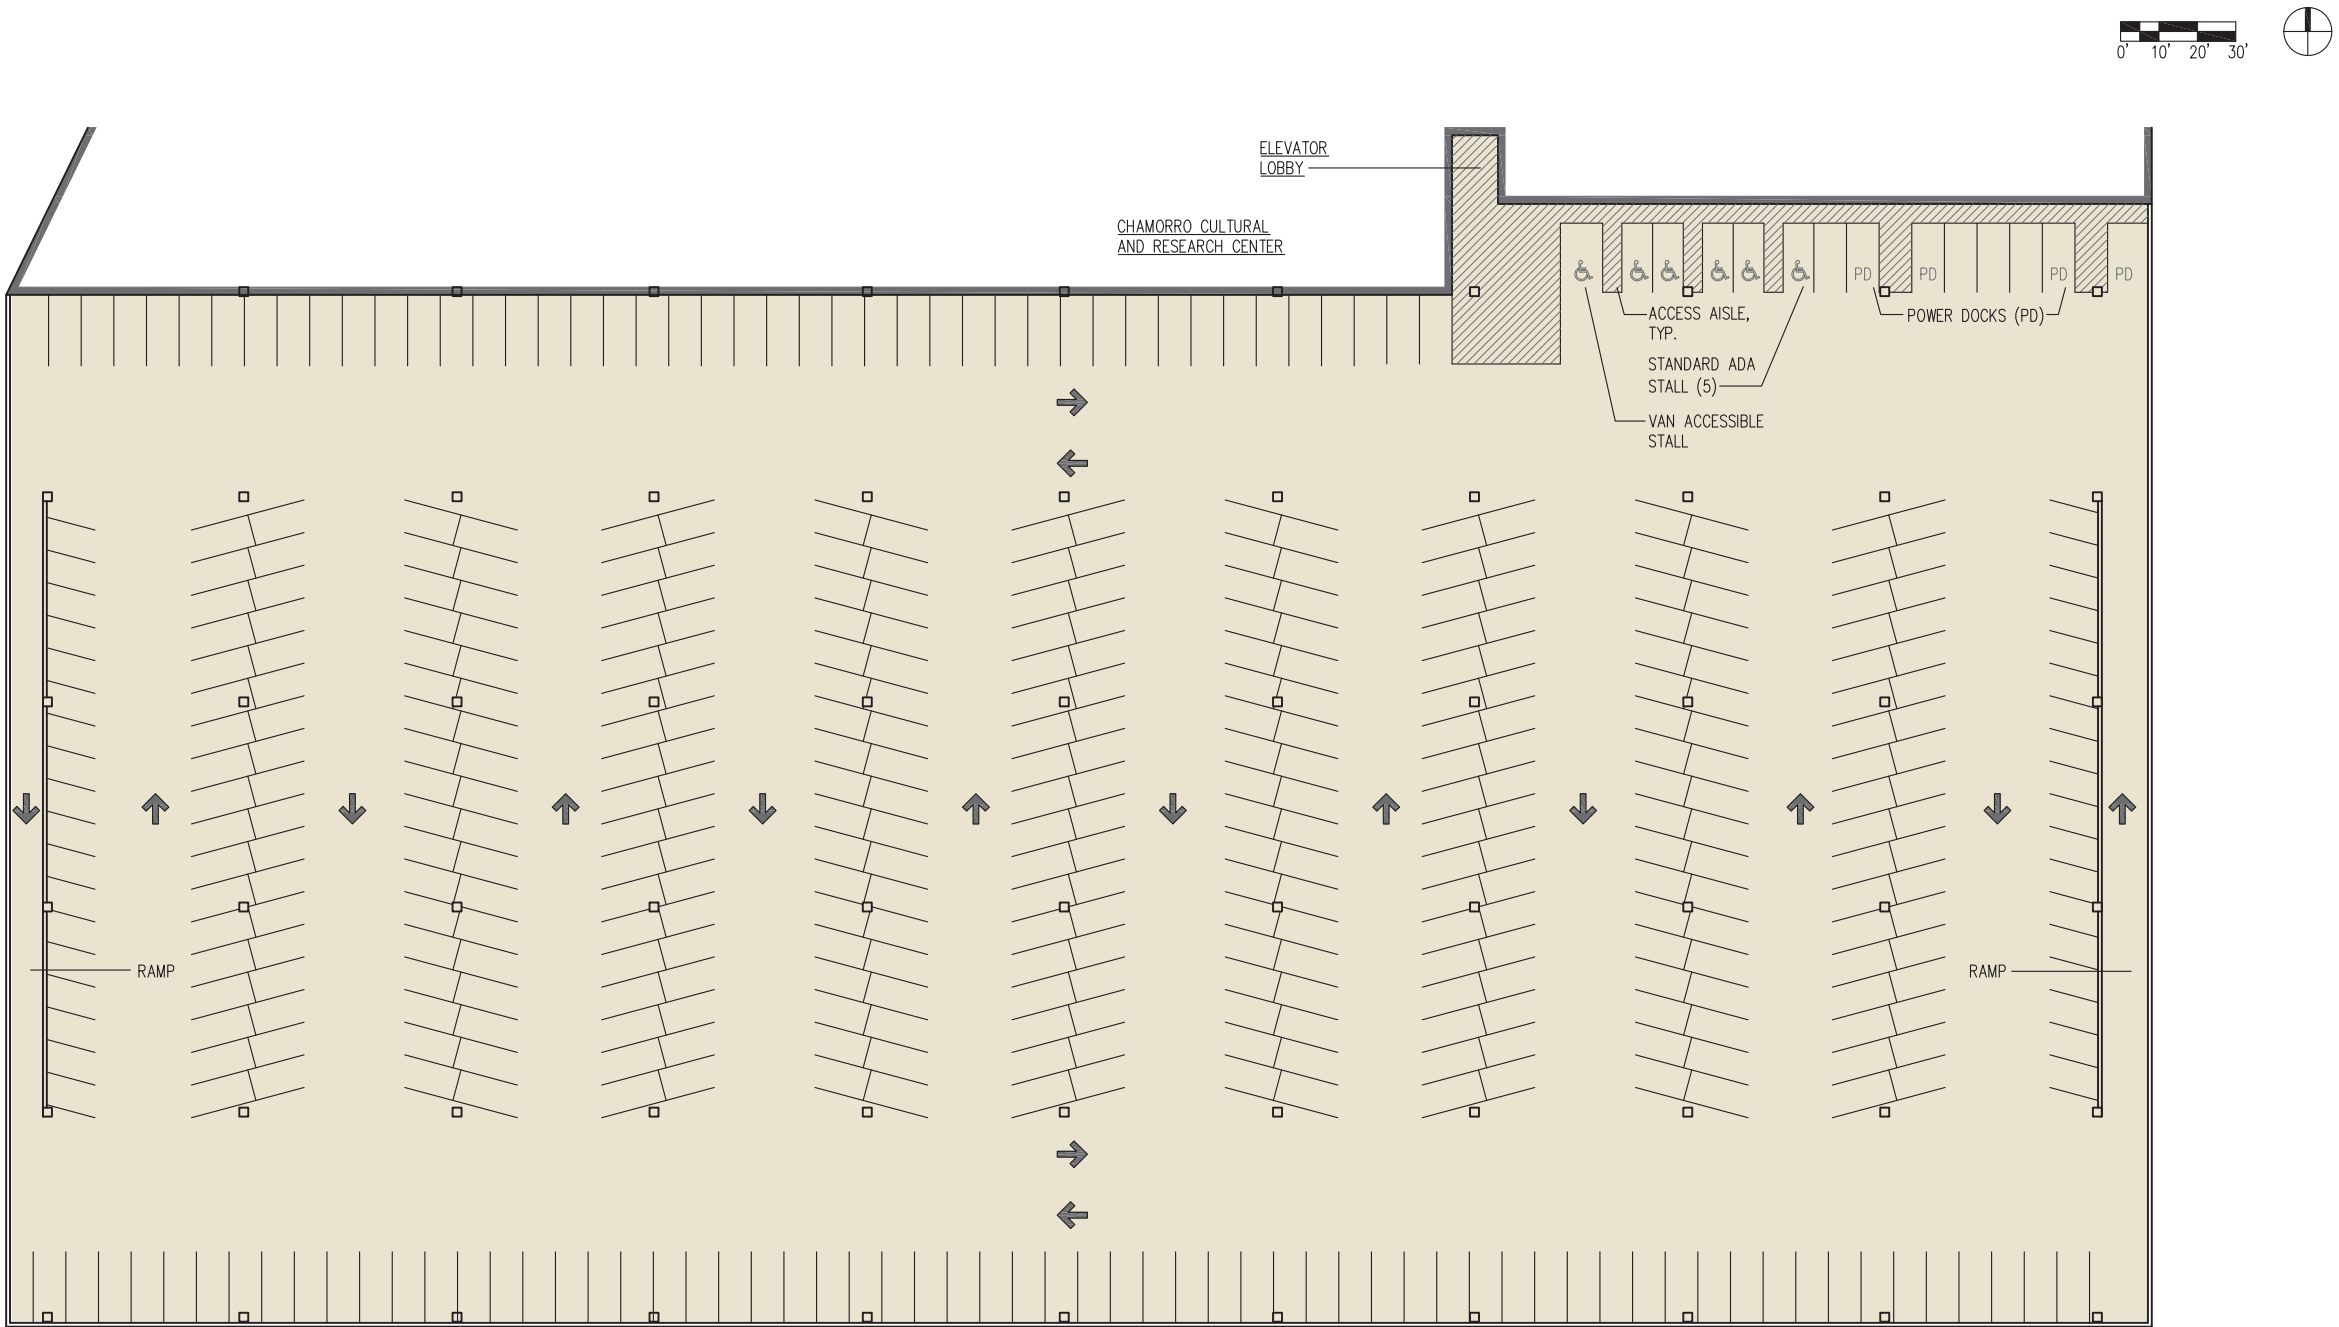 0' 10' 20' 30'
ELEVATOR
LOBBY
CHAMORRO CULTURAL
AND RESEARCH CENTER
PD PD PD PD
ACCESS AISLE,
TYP.
POWER DOCKS (PD)
STANDARD ADA
STALL (5)
VAN ACCESSIBLE
STALL
RAMP
RAMP